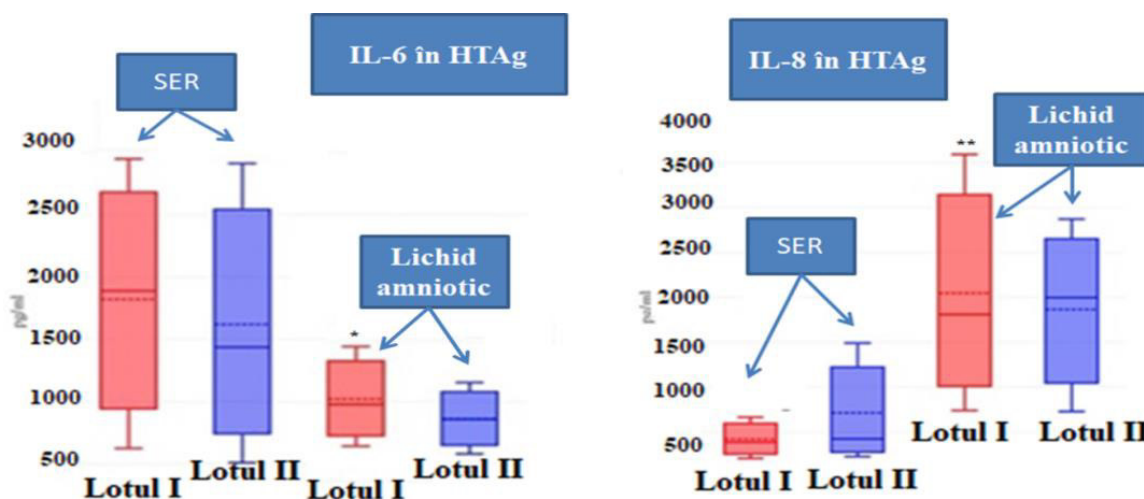 IL-6 în HTAg
SER
pg/ml
3000
2500
2000
1500
1000
500
Lichid
amniotic
*
Lotul I
Lotul II
Lotul I
Lotul II
IL-8 în HTAg
SER
4000
3500
3000
2500
2000
1500
1000
500
Lichid
amniotic
**
Lotul I
Lotul II
Lotul I
Lotul II